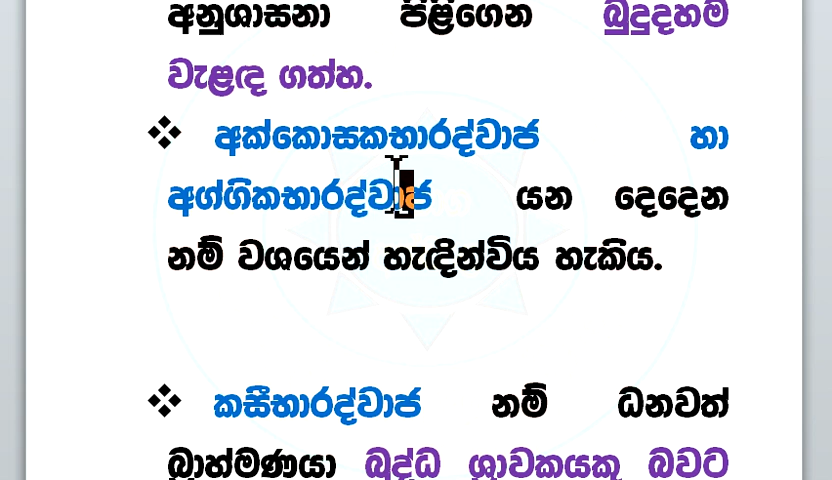 අනුශාසනා පිළිගෙන බුදුදහම
වැළඳ ගත්හ.
❖ අක්කොසකභාරද්වාජ හා
අග්ගිකභාරද්වාජ යන දෙදෙන
නම් වශයෙන් හැඳින්විය හැකිය.
❖ කසීභාරද්වාජ නම් ධනවත්
බ්‍රාහ්මණයා බුද්ධ ශ්‍රාවකයකු බවට